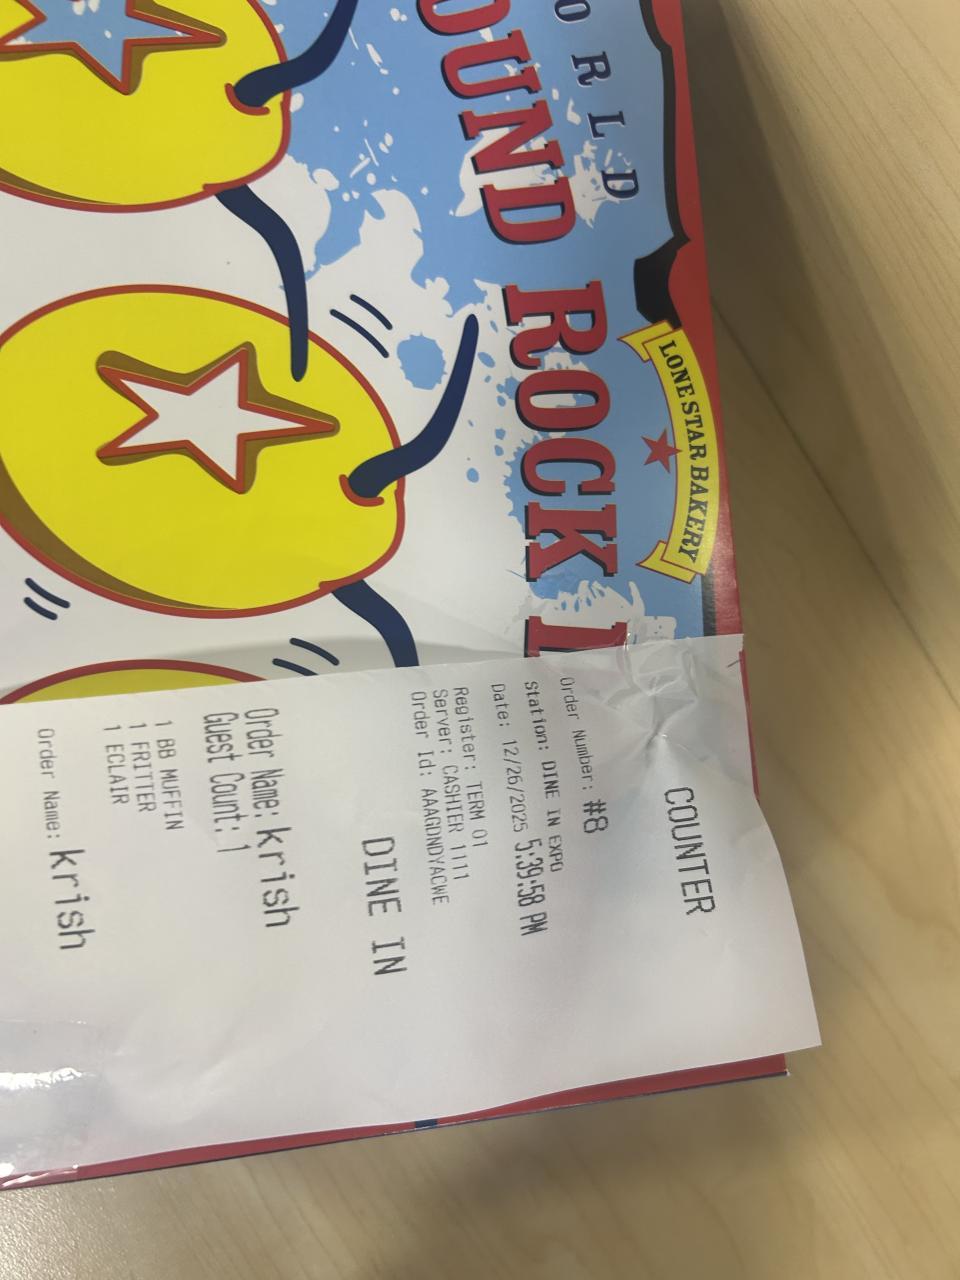 ORLD
OUND ROCK
LONE STAR BAKERY
COUNTER
Order Number: #8
Station: DINE IN EXPO
Date: 12/26/2025 5:39:58 PM
Register: TERM 01
Server: CASHIER 1111
Order Id: AAAGDNDYACWE
DINE IN
Order Name: krish
Guest Count: 1
1 BB MUFFIN
1 FRITTER
1 ECLAIR
Order Name: krish